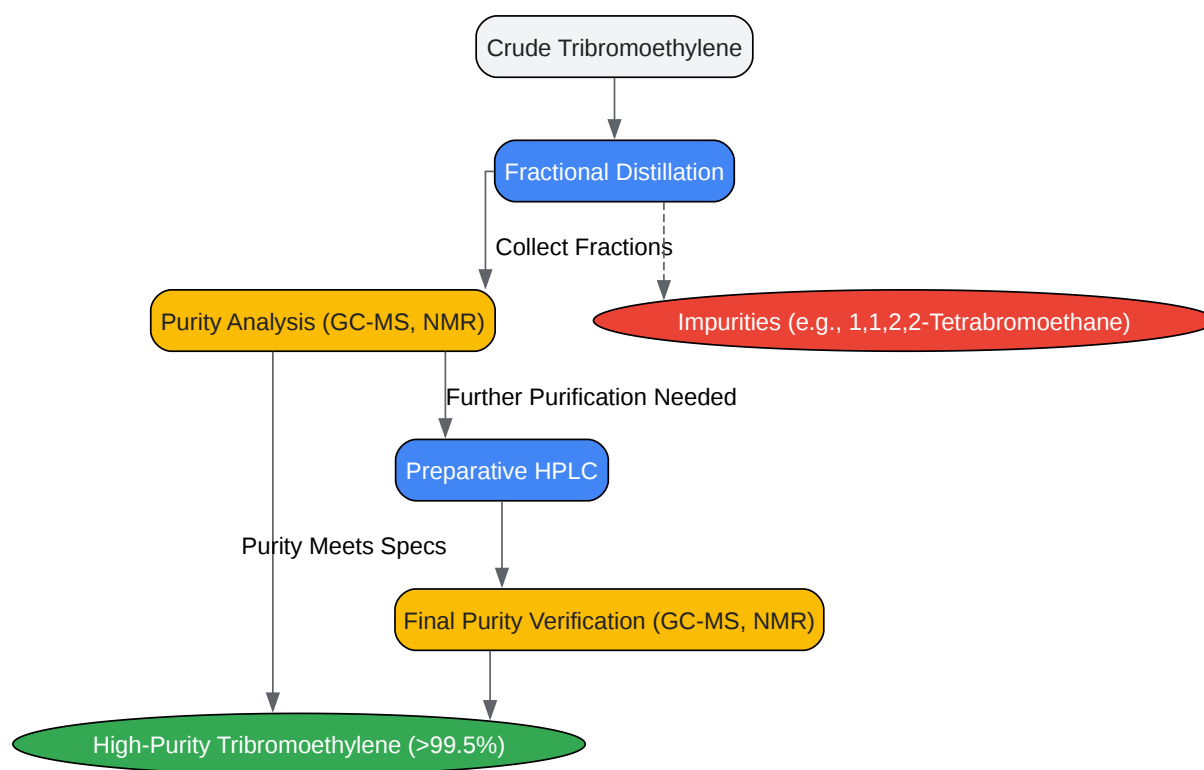 Crude Tribromoethylene
Fractional Distillation
Collect Fractions
Purity Analysis (GC-MS, NMR)
Impurities (e.g., 1,1,2,2-Tetrabromoethane)
Further Purification Needed
Preparative HPLC
Purity Meets Specs
Final Purity Verification (GC-MS, NMR)
High-Purity Tribromoethylene (>99.5%)